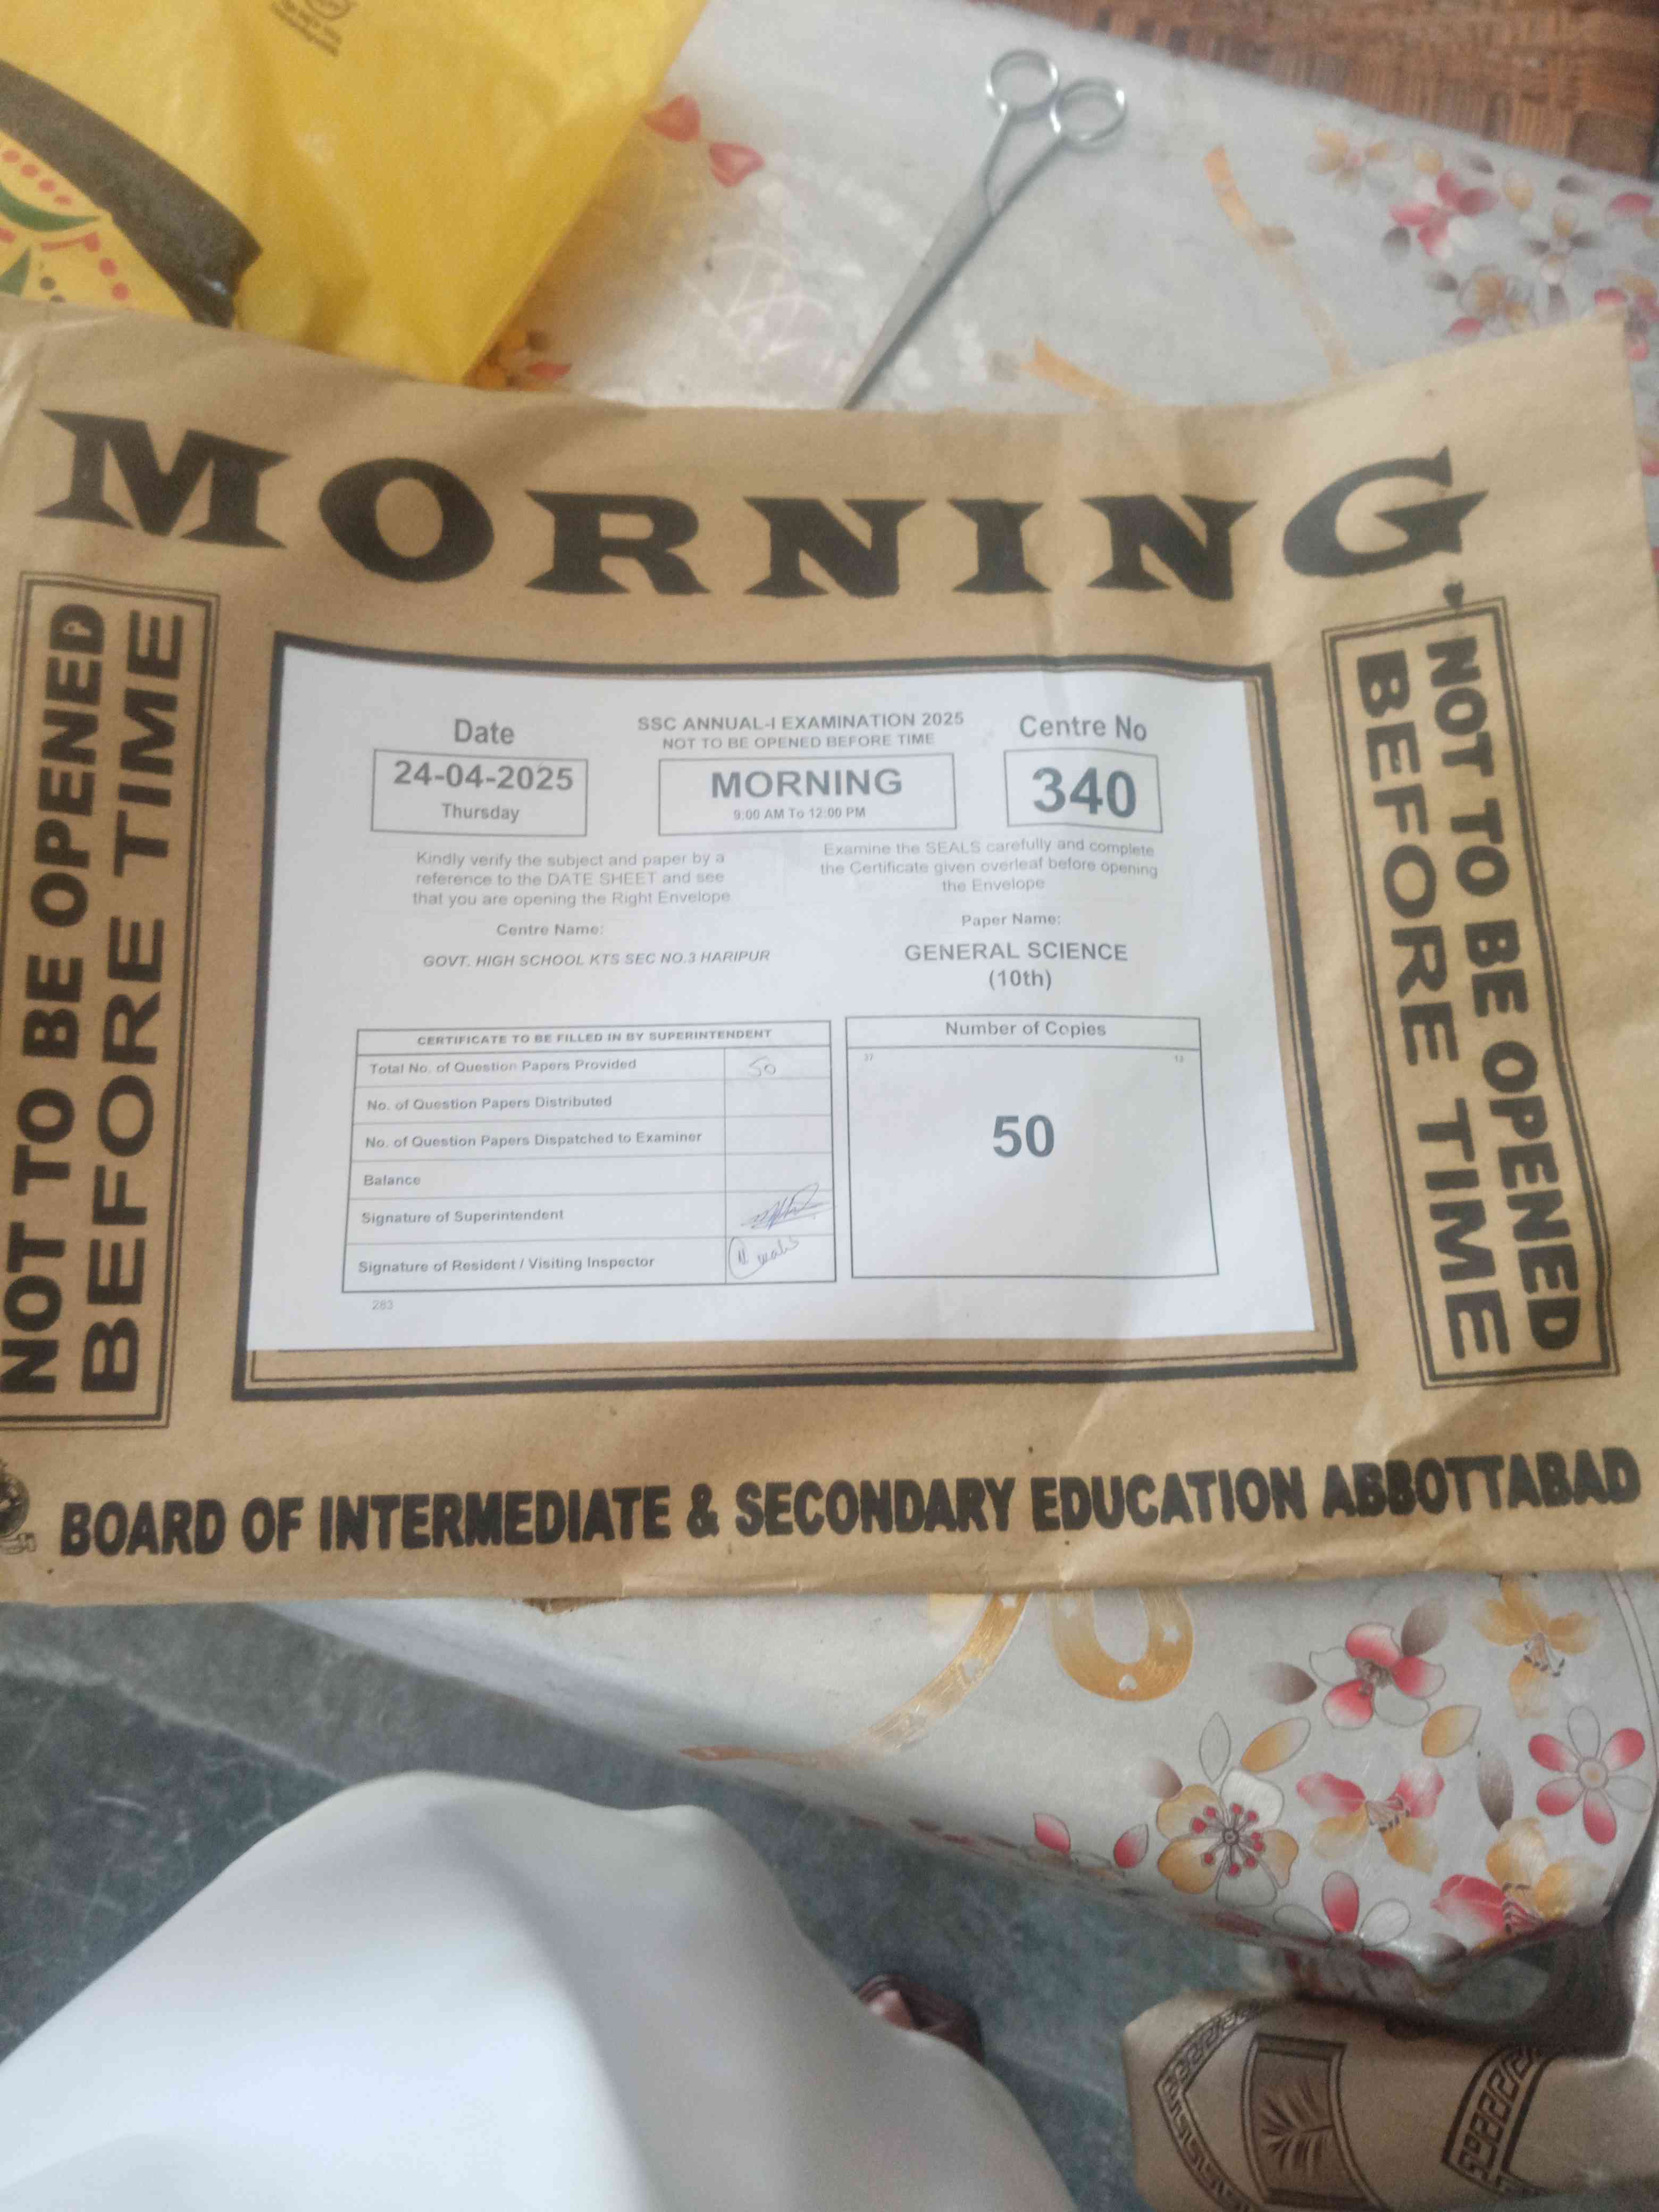 MORNING
NOT TO BE OPENED
BEFORE TIME
Date
24-04-2025
Thursday
SSC ANNUAL-I EXAMINATION 2025
NOT TO BE OPENED BEFORE TIME
MORNING
9:00 AM To 12:00 PM
Centre No
340
Kindly verify the subject and paper by a
reference to the DATE SHEET and see
that you are opening the Right Envelope
Examine the SEALS carefully and complete
the Certificate given overleaf before opening
the Envelope
Centre Name:
GOVT. HIGH SCHOOL KTS SEC NO.3 HARIPUR
Paper Name:
GENERAL SCIENCE
(10th)
CERTIFICATE TO BE FILLED IN BY SUPERINTENDENT
Total No. of Question Papers Provided 50
No. of Question Papers Distributed
No. of Question Papers Dispatched to Examiner
Balance
Signature of Superintendent
Signature of Resident / Visiting Inspector
283
Number of Copies
37 13
50
NOT TO BE OPENED
BEFORE TIME
BOARD OF INTERMEDIATE & SECONDARY EDUCATION ABBOTTABAD